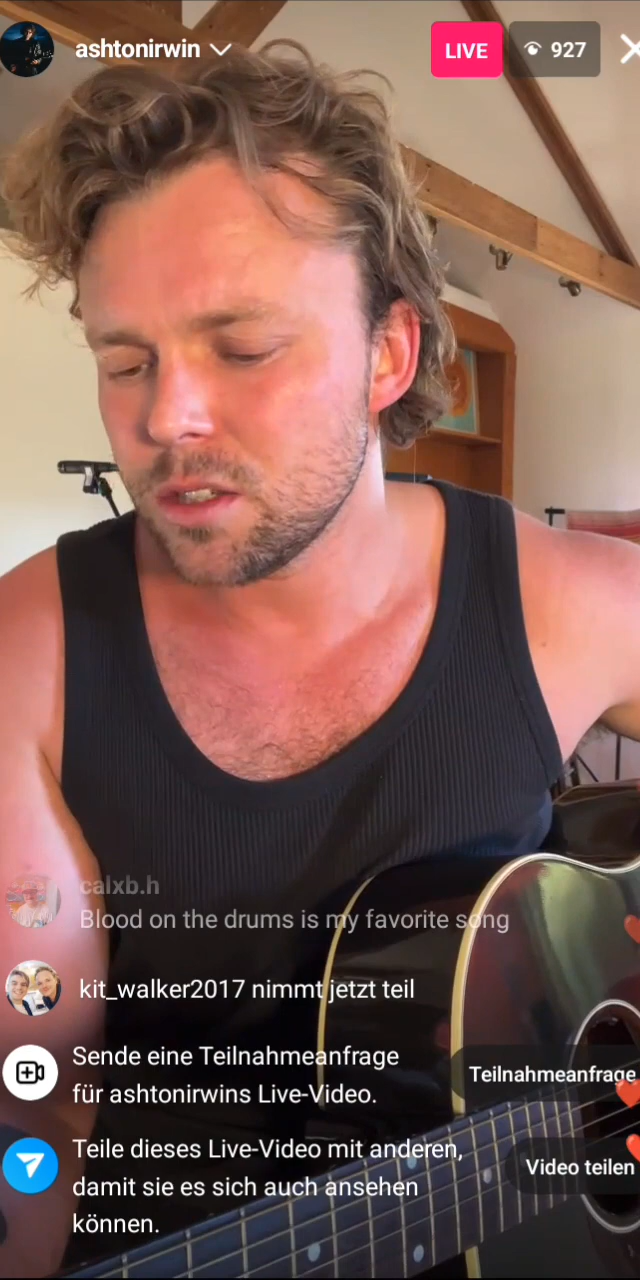 ashtonirwin
LIVE
927
calxb.h
Blood on the drums is my favorite song
kit_walker2017 nimmt jetzt teil
Sende eine Teilnahmeanfrage
für ashtonirwins Live-Video.
Teilnahmeanfrage
Teile dieses Live-Video mit anderen,
damit sie es sich auch ansehen
können.
Video teilen